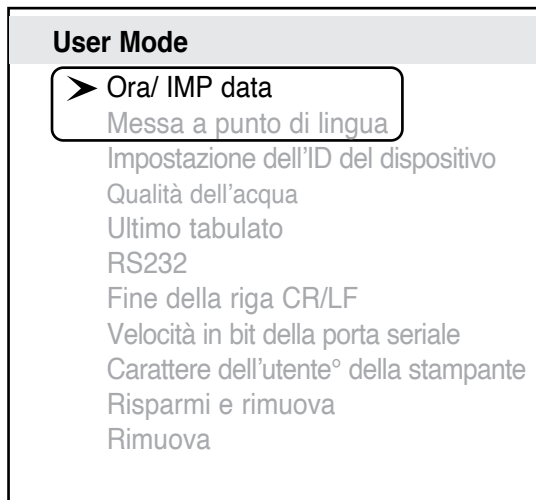 User Mode
➤ Ora/ IMP data
Messa a punto di lingua
Impostazione dell’ID del dispositivo
Qualità dell’acqua
Ultimo tabulato
RS232
Fine della riga CR/LF
Velocità in bit della porta seriale
Carattere dell’utente° della stampante
Risparmi e rimuova
Rimuova